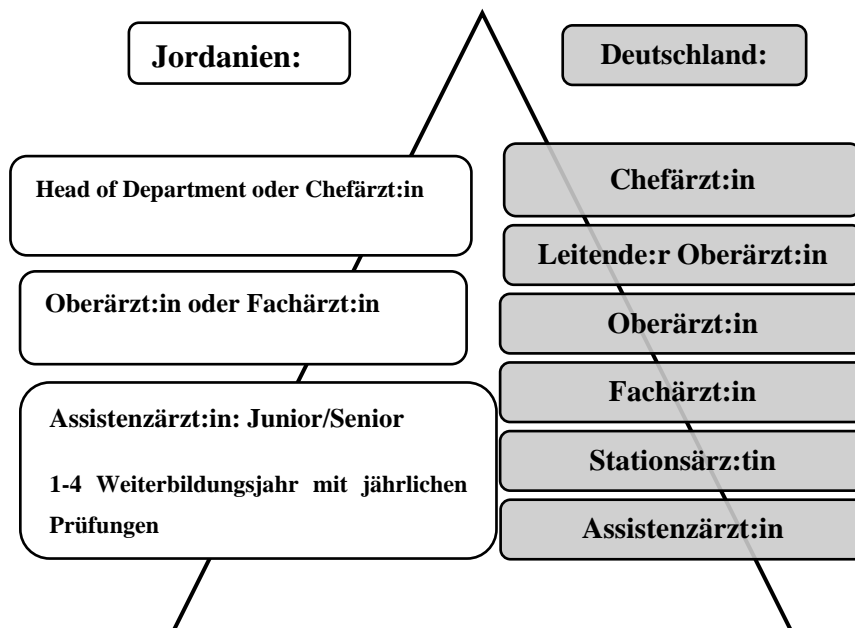 Jordanien:
Head of Department oder Chefärzt:in
Oberärzt:in oder Fachärzt:in
Assistenzärzt:in: Junior/Senior
1-4 Weiterbildungsjahr mit jährlichen
Prüfungen
Deutschland:
Chefärzt:in
Leitende:r Oberärzt:in
Oberärzt:in
Fachärzt:in
Stationsärz:tin
Assistenzärzt:in